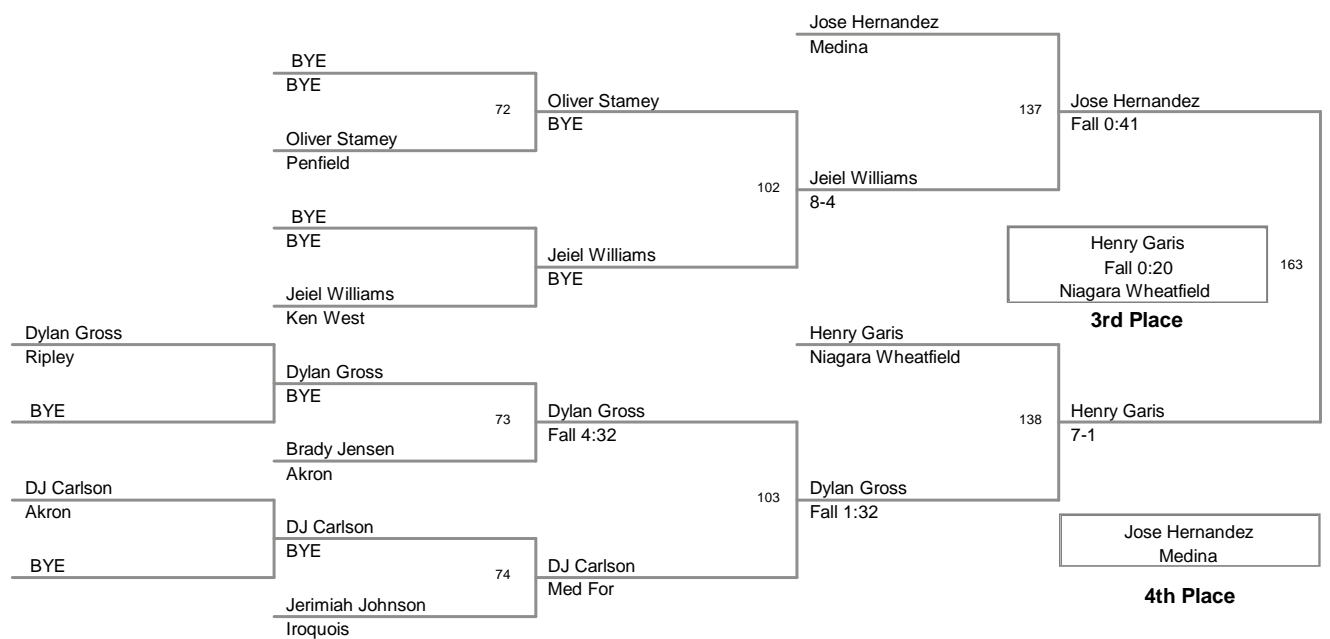 Jose Hernandez
Medina
BYE
BYE
72
Oliver Stamey
BYE
137
Jose Hernandez
Fall 0:41
Oliver Stamey
Penfield
102
Jeiel Williams
8-4
BYE
BYE
Jeiel Williams
BYE
Henry Garis
Fall 0:20
Niagara Wheatfield
163
3rd Place
Jeiel Williams
Ken West
Dylan Gross
Ripley
Henry Garis
Niagara Wheatfield
Dylan Gross
BYE
BYE
73
Dylan Gross
Fall 4:32
138
Henry Garis
7-1
Brady Jensen
Akron
DJ Carlson
Akron
103
Dylan Gross
Fall 1:32
DJ Carlson
BYE
Jose Hernandez
Medina
4th Place
BYE
74
DJ Carlson
Med For
Jerimiah Johnson
Iroquois